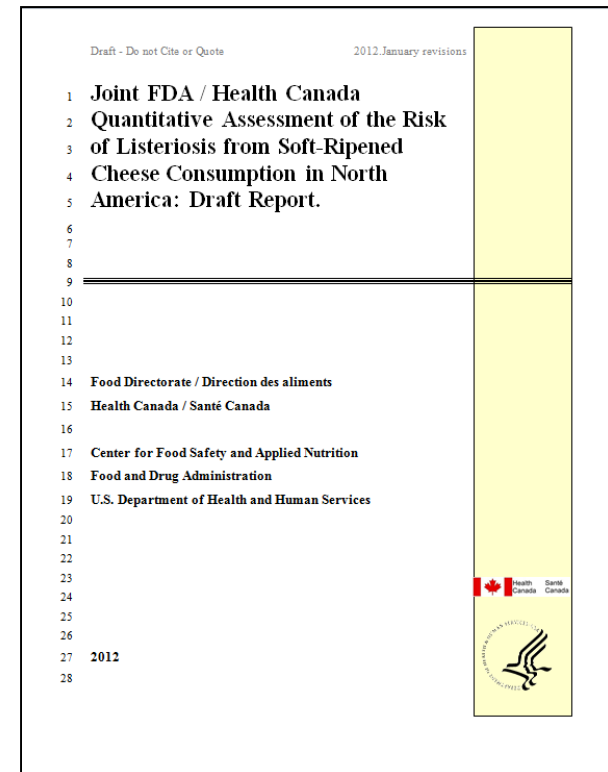 Draft - Do not Cite or Quote 2012.January revisions
1 Joint FDA / Health Canada
2 Quantitative Assessment of the Risk
3 of Listeriosis from Soft-Ripened
4 Cheese Consumption in North
5 America: Draft Report.
6
7
8
9
10
11
12
13
14 Food Directorate / Direction des aliments
15 Health Canada / Santé Canada
16
17 Center for Food Safety and Applied Nutrition
18 Food and Drug Administration
19 U.S. Department of Health and Human Services
20
21
22
23
Health Santé
Canada Canada
24
25
26
27 2012
28